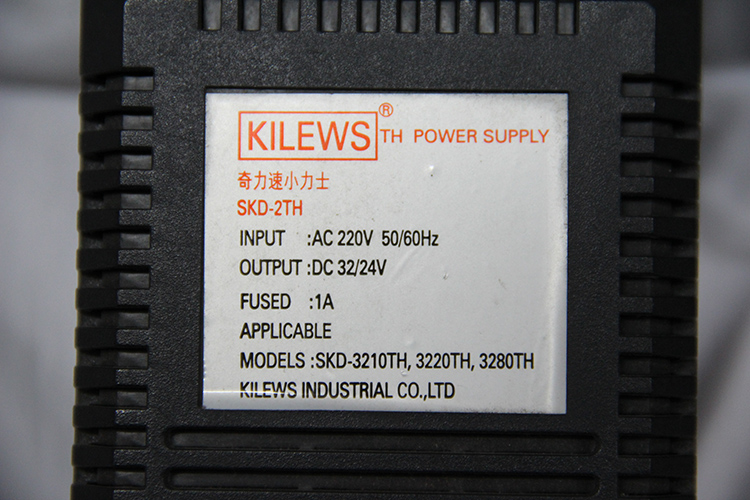 KILEWS® TH POWER SUPPLY
奇力速小力士
SKD-2TH
INPUT :AC 220V 50/60Hz
OUTPUT :DC 32/24V
FUSED :1A
APPLICABLE
MODELS :SKD-3210TH, 3220TH, 3280TH
KILEWS INDUSTRIAL CO.,LTD